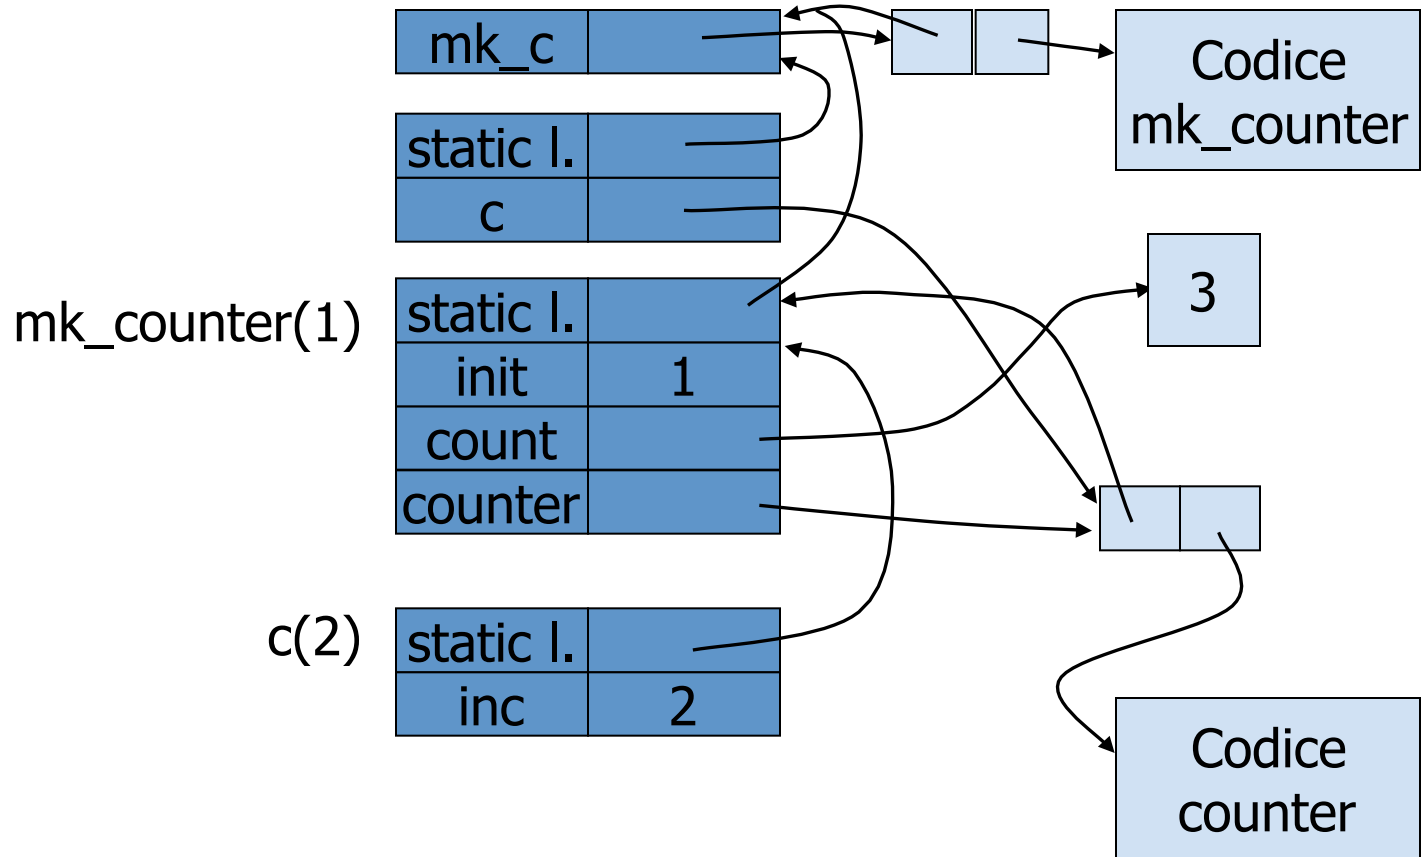 mk_c
Codice
mk_counter
static l.
c
mk_counter(1)
static l.
init 1
count
counter
3
c(2)
static l.
inc 2
Codice
counter